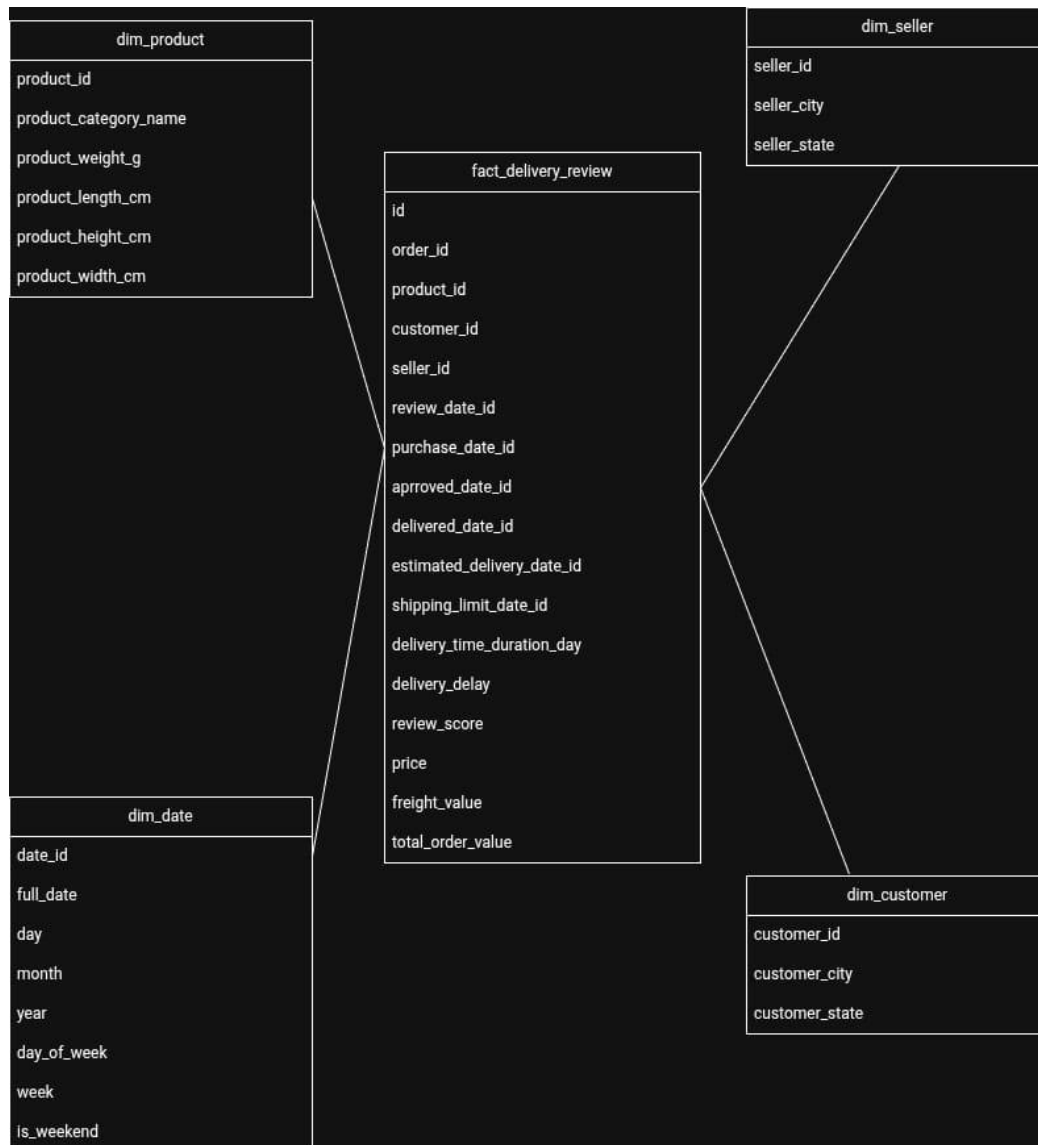 dim_product
product_id
product_category_name
product_weight_g
product_length_cm
product_height_cm
product_width_cm
dim_seller
seller_id
seller_city
seller_state
fact_delivery_review
id
order_id
product_id
customer_id
seller_id
review_date_id
purchase_date_id
aprroved_date_id
delivered_date_id
estimated_delivery_date_id
shipping_limit_date_id
delivery_time_duration_day
delivery_delay
review_score
price
freight_value
total_order_value
dim_date
date_id
full_date
day
month
year
day_of_week
week
is_weekend
dim_customer
customer_id
customer_city
customer_state